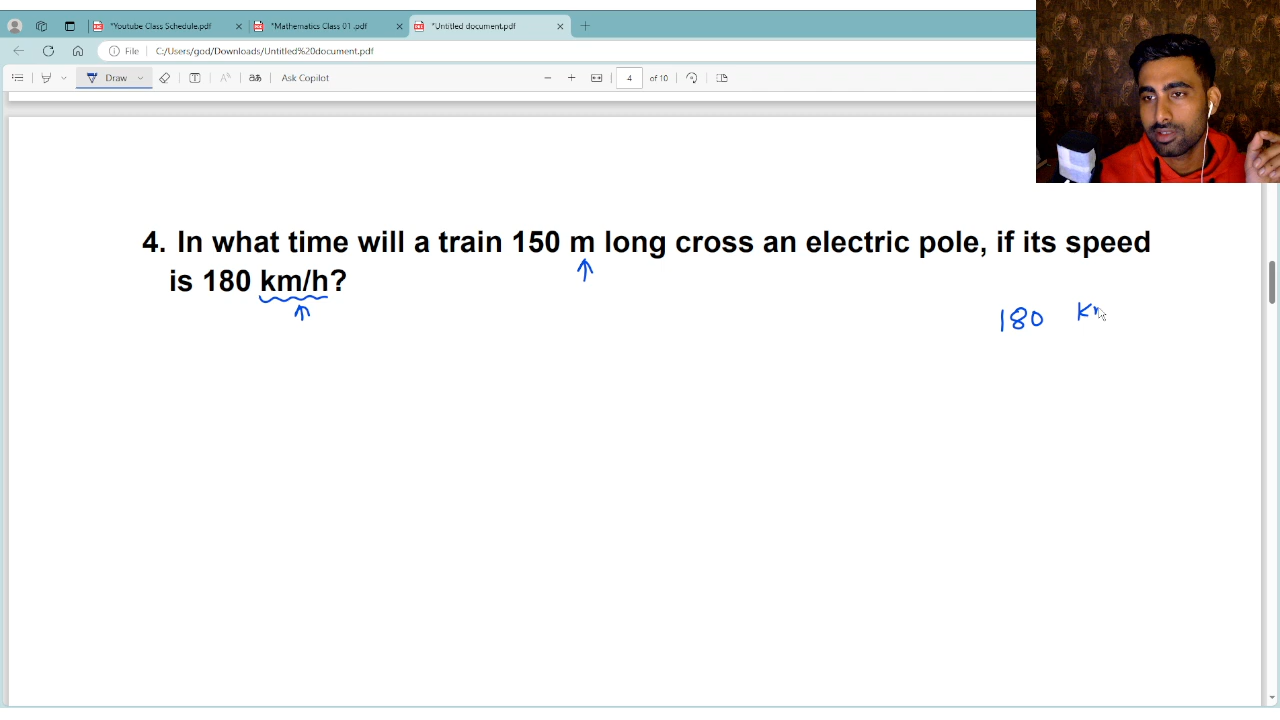 *Youtube Class Schedule.pdf
*Mathematics Class 01 .pdf
*Untitled document.pdf
File
C:/Users/god/Downloads/Untitled%20document.pdf
Draw
Ask Copilot
4
of 10
4. In what time will a train 150 m long cross an electric pole, if its speed
is 180 km/h?
180 Km